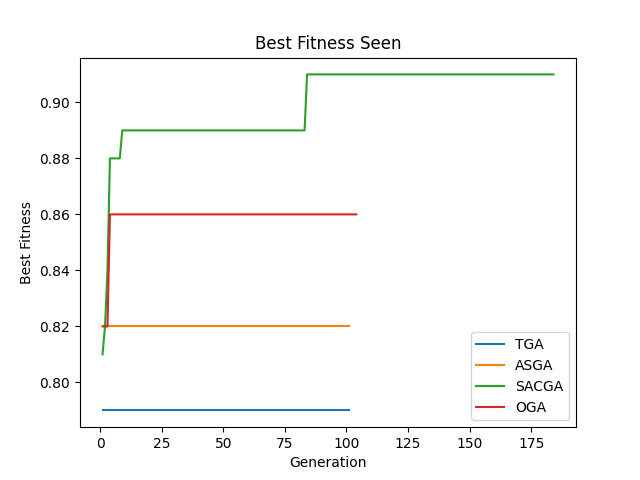 Best Fitness Seen
Best Fitness
0.90
0.88
0.86
0.84
0.82
0.80
0 25 50 75 100 125 150 175
Generation
TGA
ASGA
SACGA
OGA